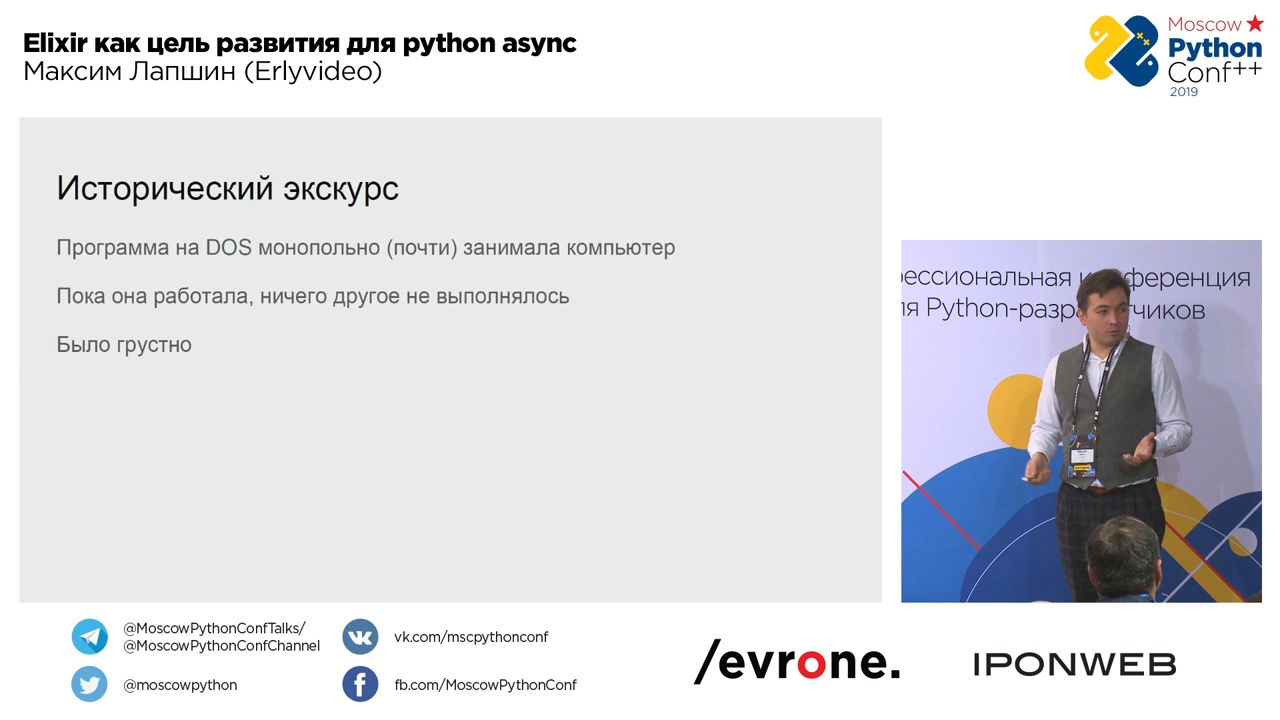 Elixir как цель развития для python async
Максим Лапшин (Erlyvideo)
Moscow
Python
Conf++
2019
Исторический экскурс
Программа на DOS монопольно (почти) занимала компьютер
Пока она работала, ничего другое не выполнялось
Было грустно
ессиональная к ференция
я Python-разра тчиков
@MoscowPythonConfTalks/
@MoscowPythonConfChannel
vk.com/mscpythonconf
@moscowpython
fb.com/MoscowPythonConf
/evrone.
IPONWEB